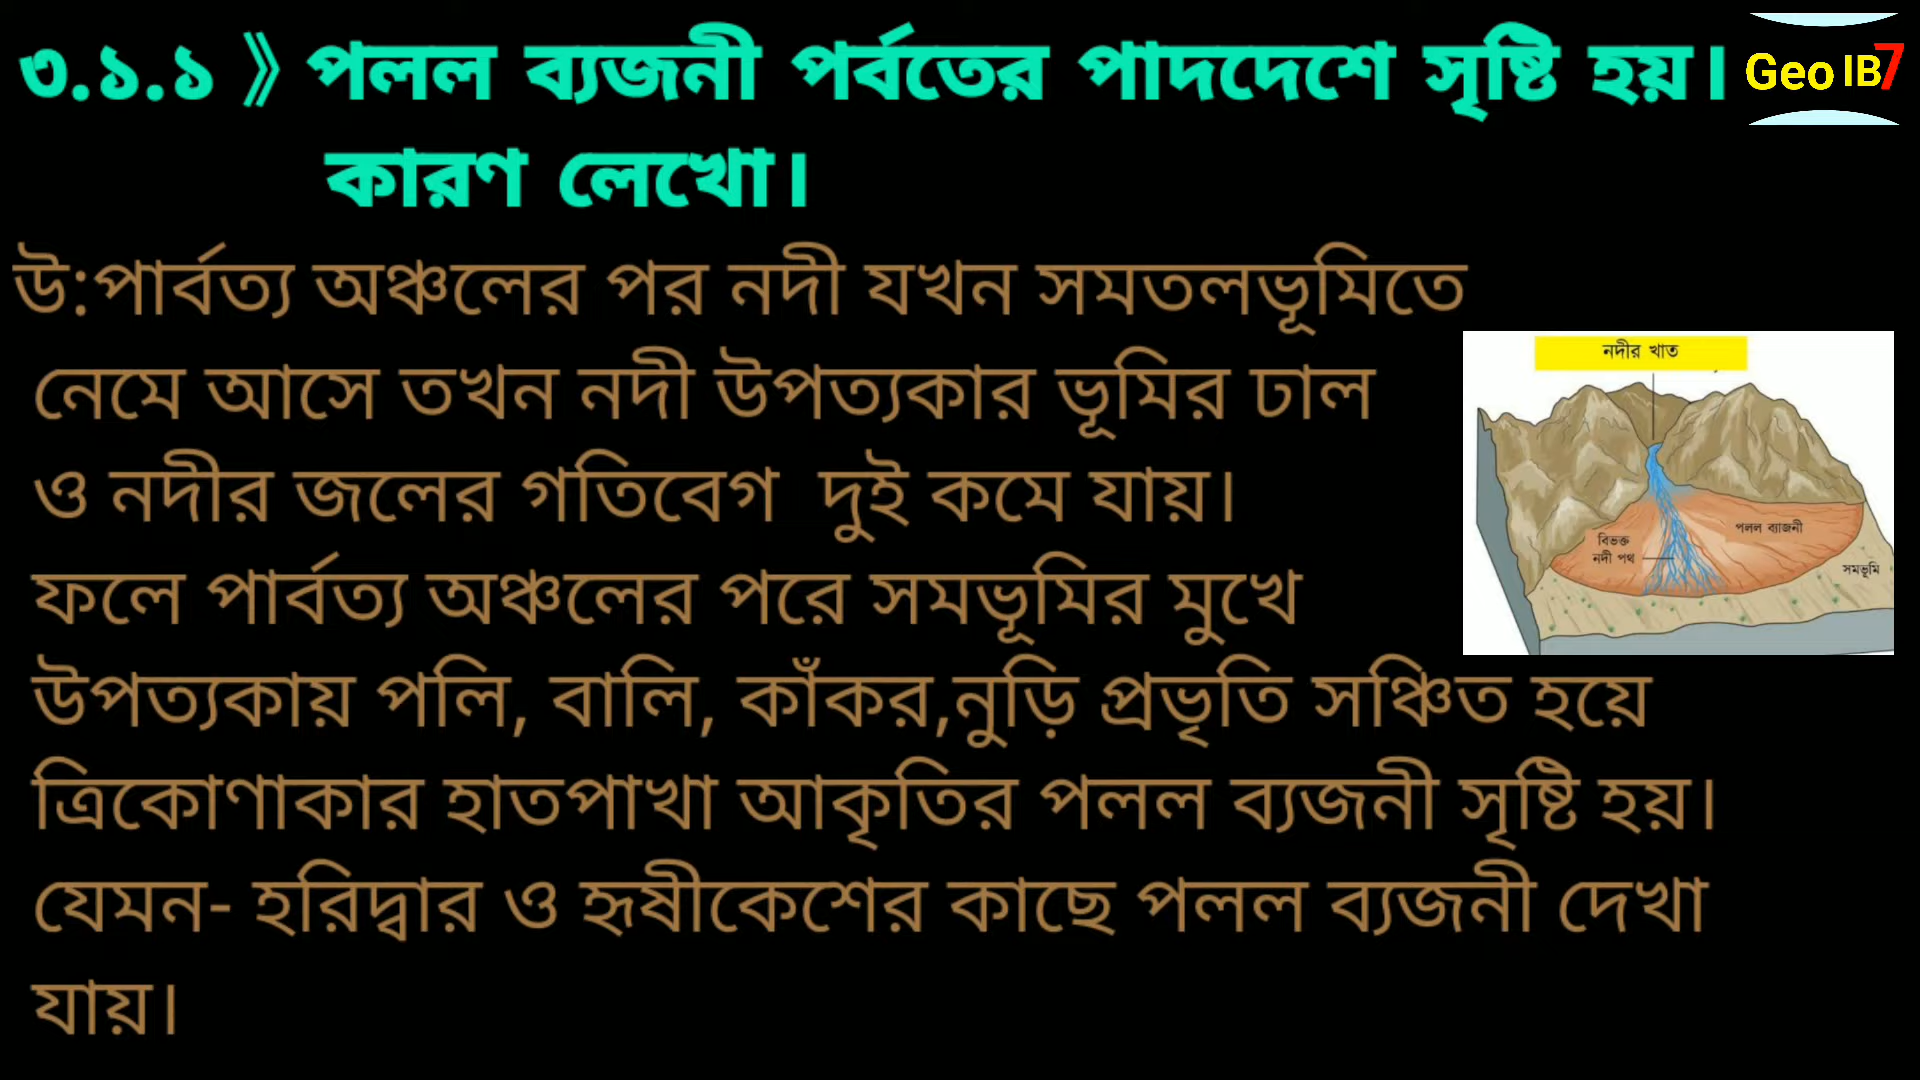 ৩.১.১ 》পলল ব্যজনী পর্বতের পাদদেশে সৃষ্টি হয়।
কারণ লেখো।
Geo IB7
উ:পার্বত্য অঞ্চলের পর নদী যখন সমতলভূমিতে
নেমে আসে তখন নদী উপত্যকার ভূমির ঢাল
ও নদীর জলের গতিবেগ দুই কমে যায়।
ফলে পার্বত্য অঞ্চলের পরে সমভূমির মুখে
উপত্যকায় পলি, বালি, কাঁকর,নুড়ি প্রভৃতি সঞ্চিত হয়ে
ত্রিকোণাকার হাতপাখা আকৃতির পলল ব্যজনী সৃষ্টি হয়।
যেমন- হরিদ্বার ও হৃষীকেশের কাছে পলল ব্যজনী দেখা
যায়।
নদীর খাত
পলল ব্যাজনী
বিভক্ত
নদী পথ
সমভূমি